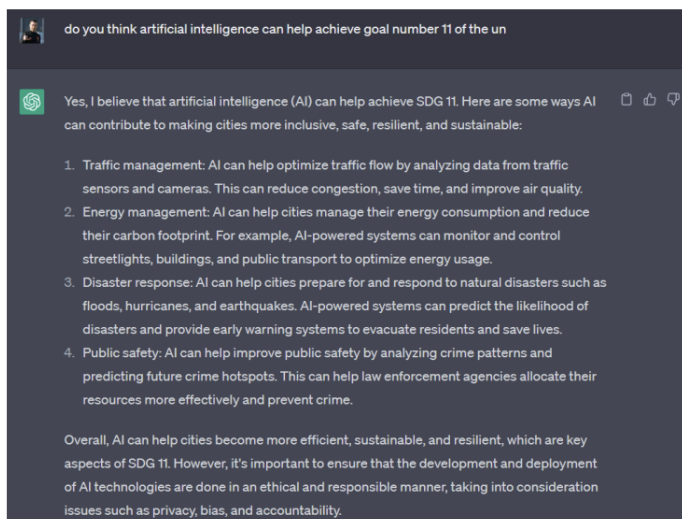 do you think artificial intelligence can help achieve goal number 11 of the un
Yes, I believe that artificial intelligence (AI) can help achieve SDG 11. Here are some ways AI
can contribute to making cities more inclusive, safe, resilient, and sustainable:
1. Traffic management: AI can help optimize traffic flow by analyzing data from traffic
sensors and cameras. This can reduce congestion, save time, and improve air quality.
2. Energy management: AI can help cities manage their energy consumption and reduce
their carbon footprint. For example, AI-powered systems can monitor and control
streetlights, buildings, and public transport to optimize energy usage.
3. Disaster response: AI can help cities prepare for and respond to natural disasters such as
floods, hurricanes, and earthquakes. AI-powered systems can predict the likelihood of
disasters and provide early warning systems to evacuate residents and save lives.
4. Public safety: AI can help improve public safety by analyzing crime patterns and
predicting future crime hotspots. This can help law enforcement agencies allocate their
resources more effectively and prevent crime.
Overall, AI can help cities become more efficient, sustainable, and resilient, which are key
aspects of SDG 11. However, it's important to ensure that the development and deployment
of AI technologies are done in an ethical and responsible manner, taking into consideration
issues such as privacy, bias, and accountability.